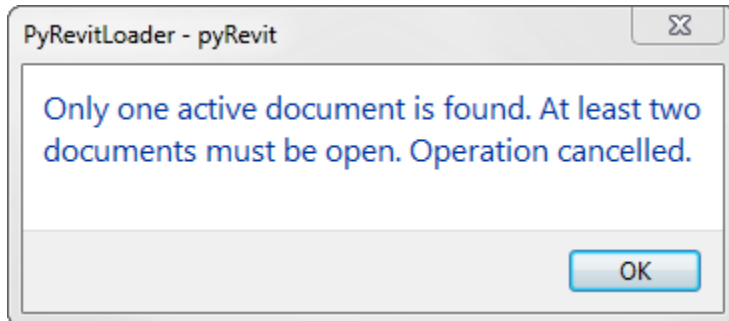 PyRevitLoader - pyRevit
Only one active document is found. At least two
documents must be open. Operation cancelled.
OK